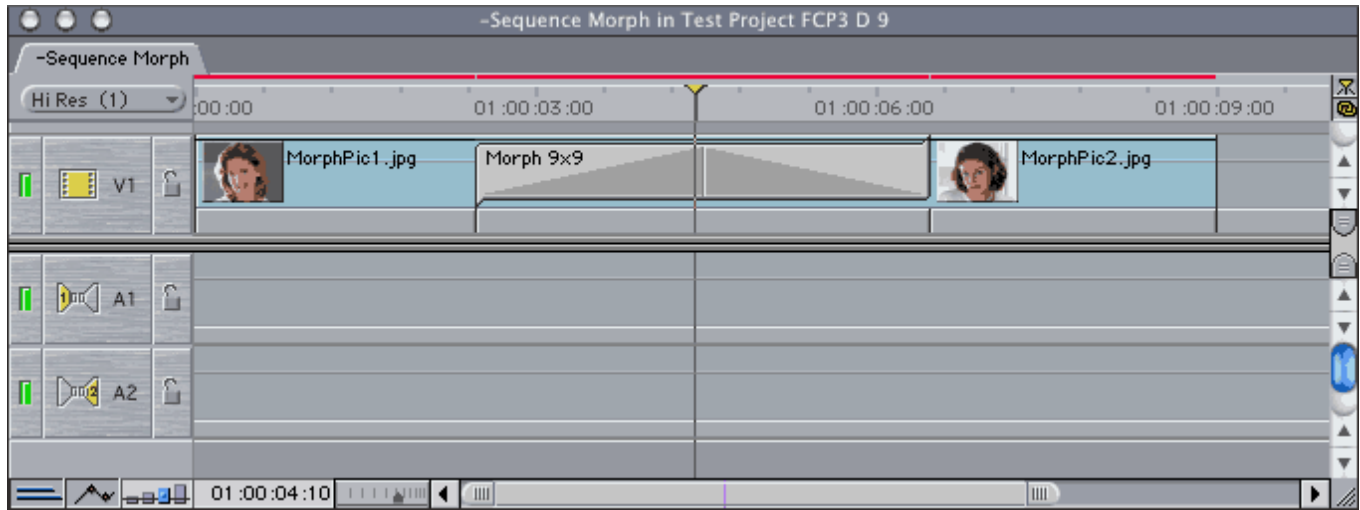 -Sequence Morph in Test Project FCP3 D 9
-Sequence Morph
Hi Res (1)
:00:00 01:00:03:00 01:00:06:00 01:00:09:00
MorphPic1.jpg Morph 9x9 MorphPic2.jpg
V1
1 A1
2 A2
01:00:04:10